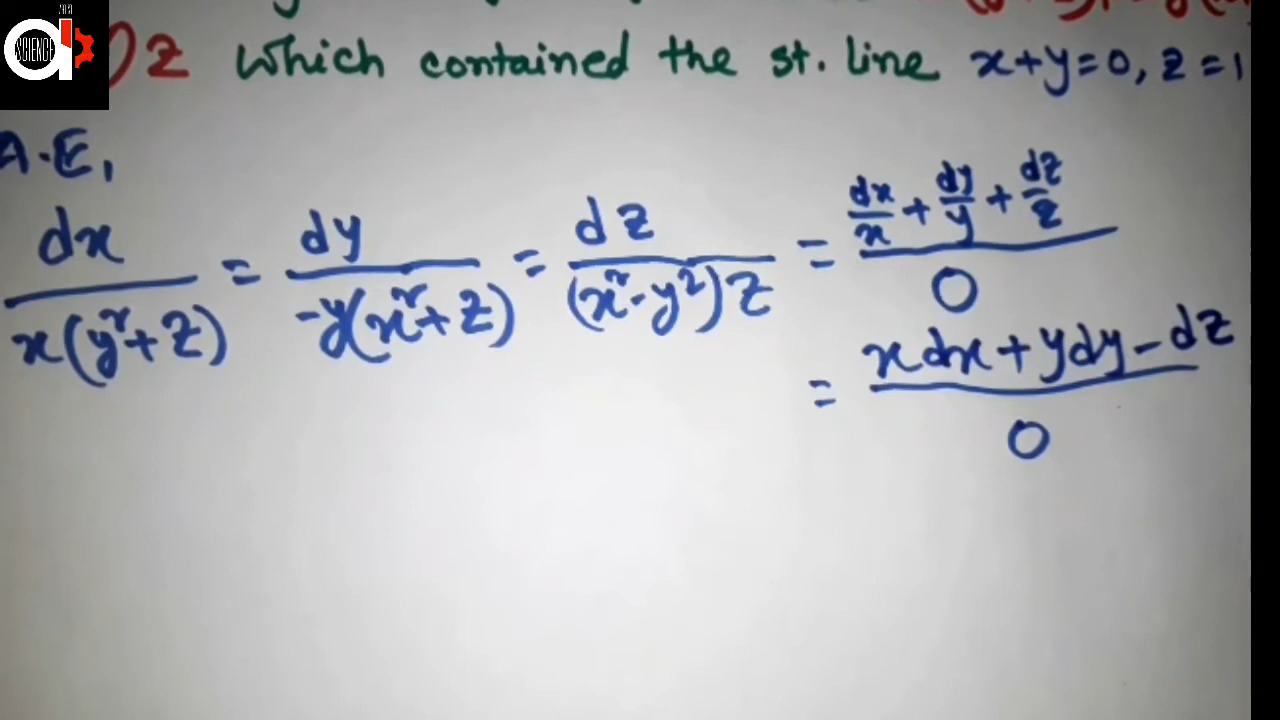 SCIENCE
)z which contained the st. line x+y=0, z=1
A.E,
dx/x(y²+z) = dy/-y(x²+z) = dz/(x²-y²)z = (dx/x + dy/y + dz/z)/0
= (xdx+ydy-dz)/0